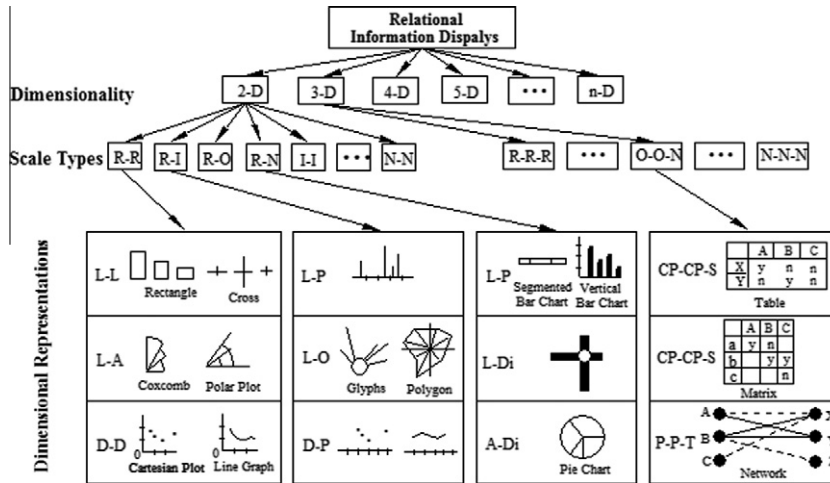 Relational
Information Dispalys
Dimensionality
2-D 3-D 4-D 5-D ••• n-D
Scale Types
R-R R-I R-O R-N I-I ••• N-N R-R-R ••• O-O-N ••• N-N-N
Dimensional Representations
L-L
Rectangle Cross
L-A
Coxcomb Polar Plot
D-D
0 0
Cartesian Plot Line Graph
L-P
L-O
Glyphs Polygon
D-P
L-P
Segmented Bar Chart
Vertical Bar Chart
L-Di
A-Di
Pie Chart
CP-CP-S
A B C
X y n n
Y n y n
Table
CP-CP-S
A B C
a y n
b y y
c n
Matrix
P-P-T
A
B
C
Network